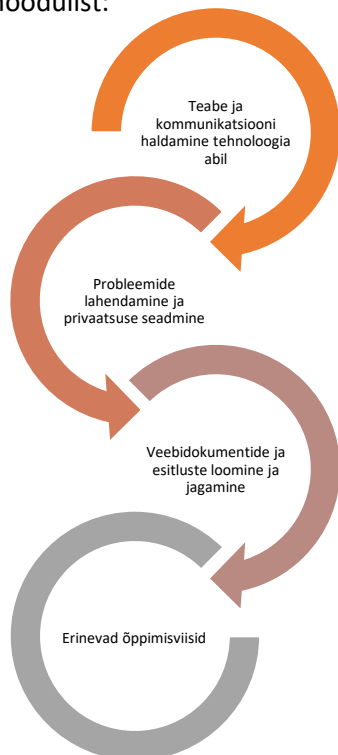 moodulist:
Teabe ja
kommunikatsiooni
haldamine tehnoloogia
abil
Probleemide
lahendamine ja
privaatsuse seadmine
Veebidokumentide ja
esitluste loomine ja
jagamine
Erinevad õppimisviisid